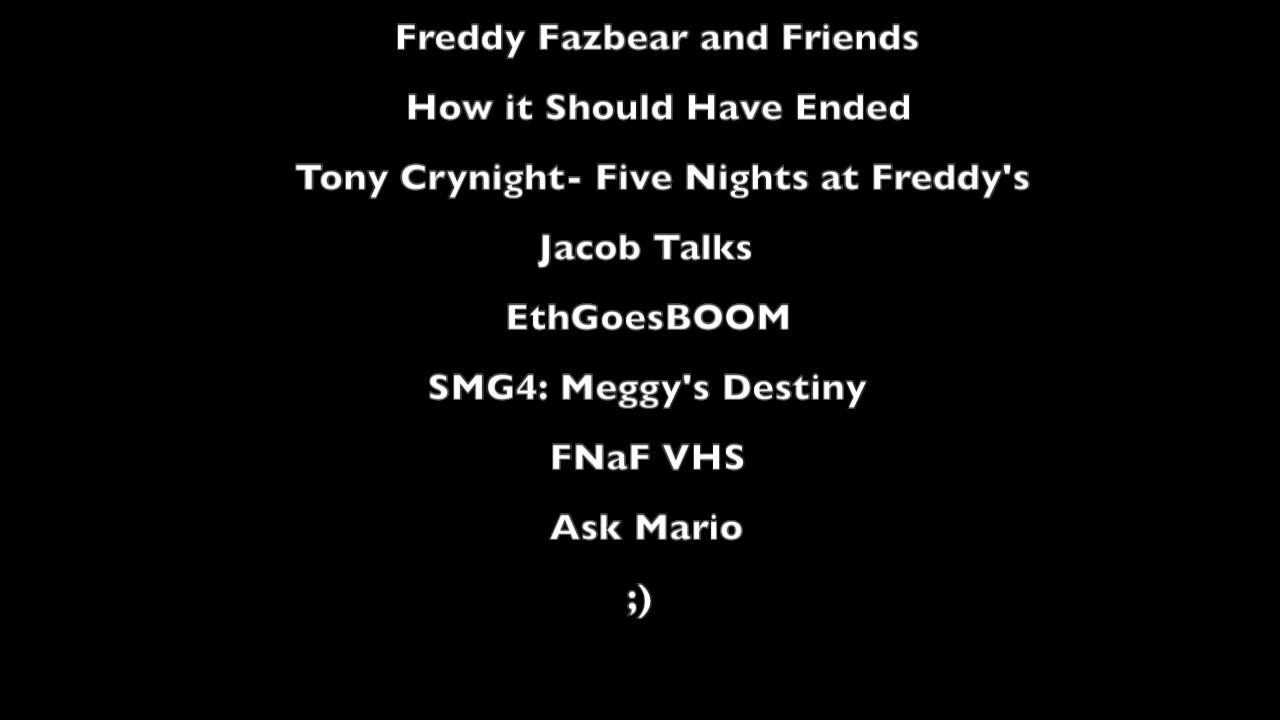 Freddy Fazbear and Friends
How it Should Have Ended
Tony Crynight- Five Nights at Freddy's
Jacob Talks
EthGoesBOOM
SMG4: Meggy's Destiny
FNaF VHS
Ask Mario
;)